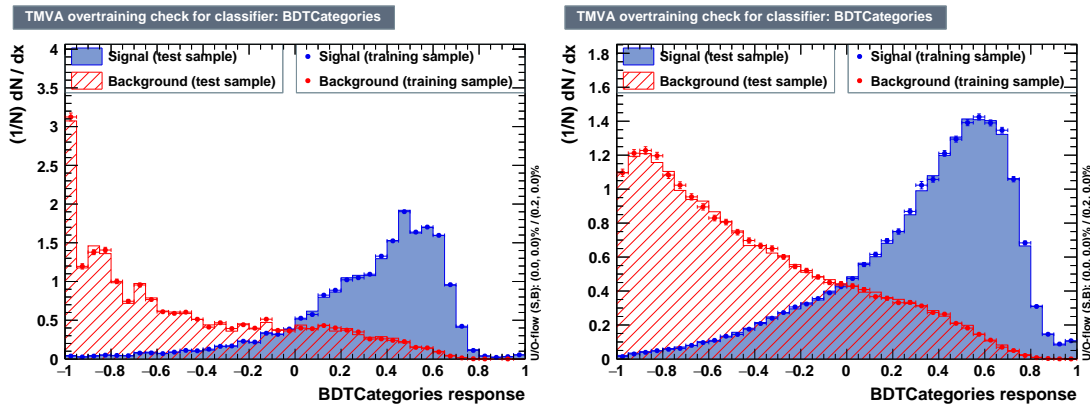 TMVA overtraining check for classifier: BDTCategories
Signal (test sample)
Background (test sample)
Signal (training sample)
Background (training sample)
(1/N) dN / dx
4
3.5
3
2.5
2
1.5
1
0.5
0
−1 −0.8 −0.6 −0.4 −0.2 0 0.2 0.4 0.6 0.8 1
BDTCategories response
U/O-flow (S,B): (0.0, 0.0)% / (0.2, 0.0)%
TMVA overtraining check for classifier: BDTCategories
Signal (test sample)
Background (test sample)
Signal (training sample)
Background (training sample)
(1/N) dN / dx
1.8
1.6
1.4
1.2
1
0.8
0.6
0.4
0.2
0
−1 −0.8 −0.6 −0.4 −0.2 0 0.2 0.4 0.6 0.8 1
BDTCategories response
U/O-flow (S,B): (0.0, 0.0)% / (0.2, 0.0)%